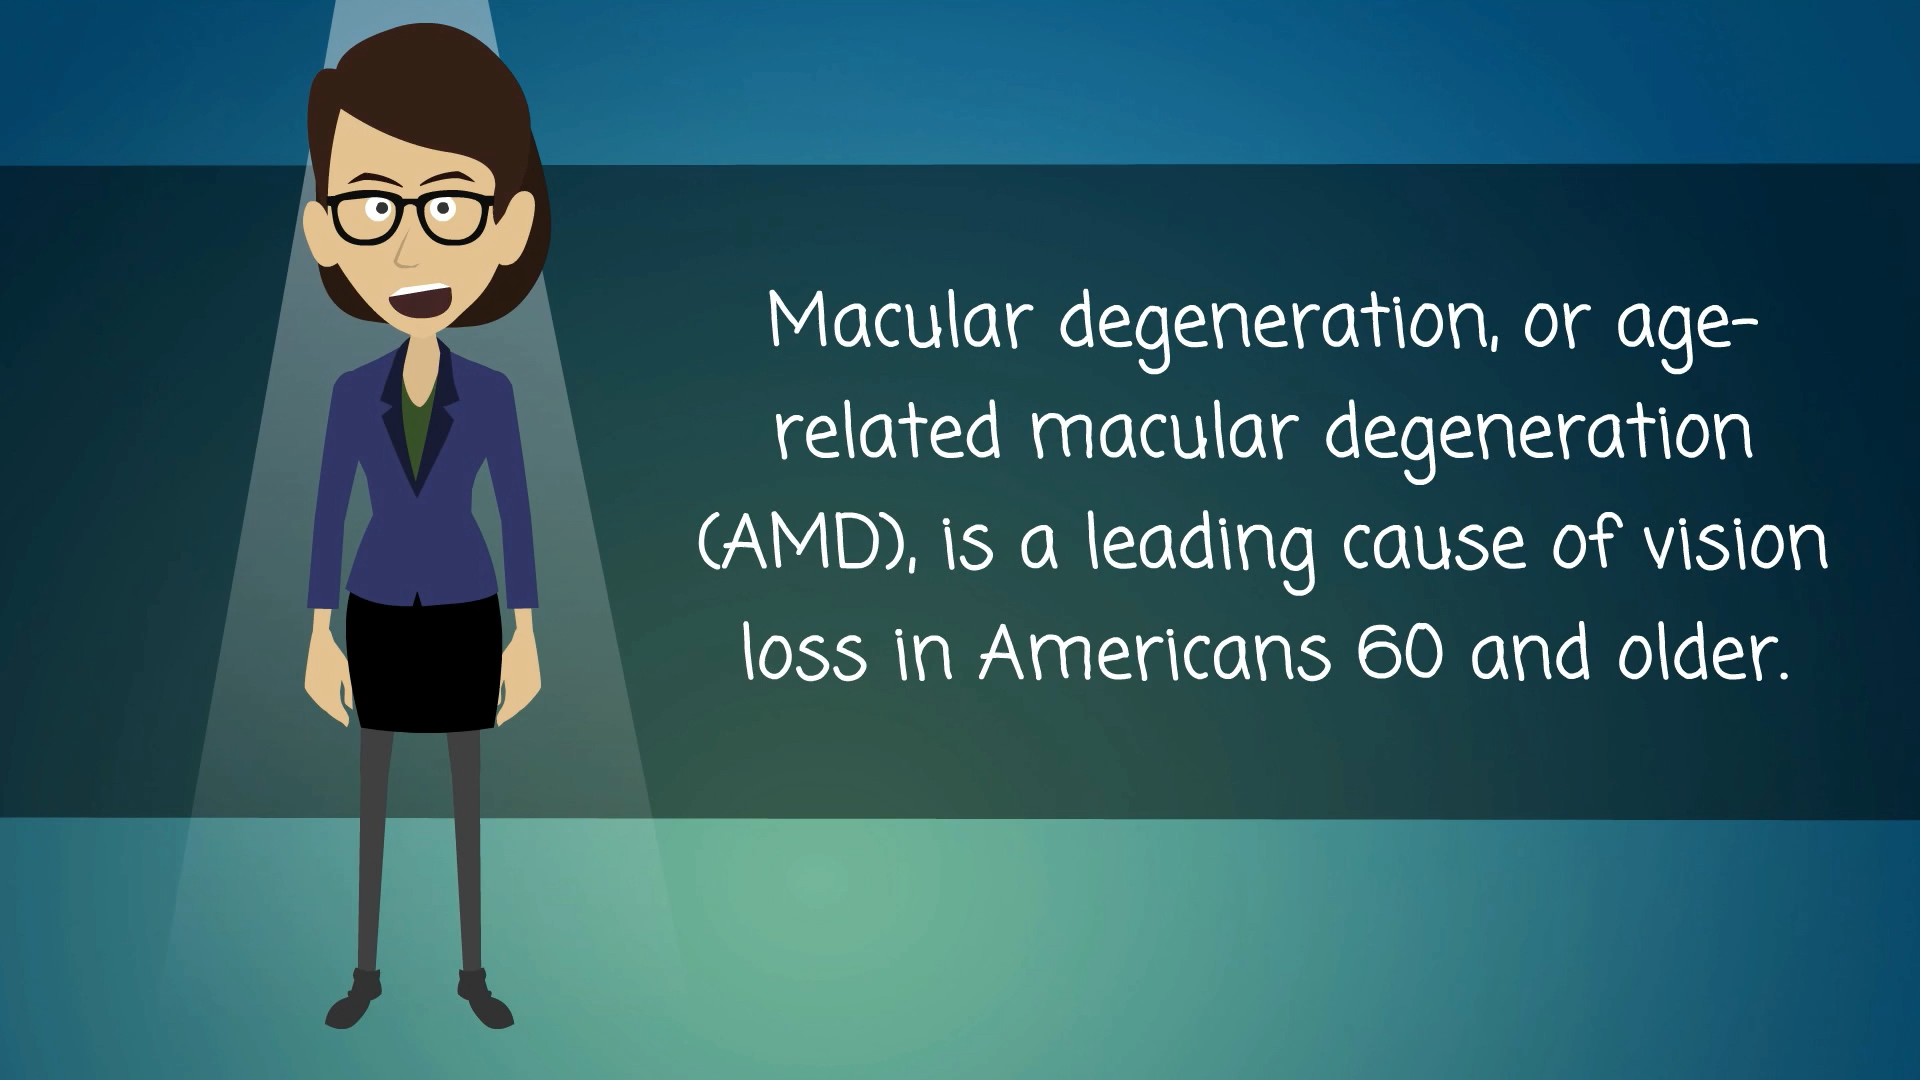 Macular degeneration, or age-
related macular degeneration
(AMD), is a leading cause of vision
loss in Americans 60 and older.